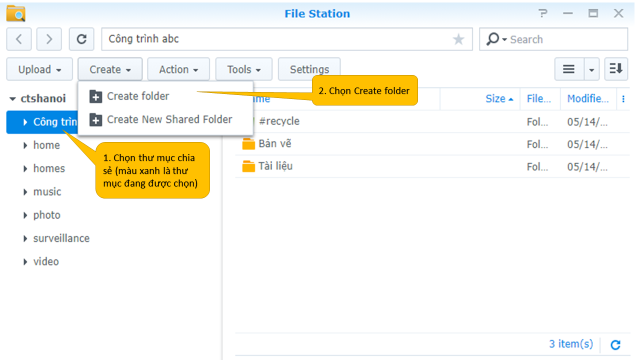 File Station
Công trình abc
Search
Upload
Create
Action
Tools
Settings
ctshanoi
Create folder
Create New Shared Folder
2. Chọn Create folder
Size
File...
Modifie...
Công trìn
home
homes
music
photo
surveillance
video
1. Chọn thư mục chia
sẻ (màu xanh là thư
mục đang được chọn)
#recycle
Fol...
05/14/...
Bản vẽ
Fol...
05/14/...
Tài liệu
Fol...
05/14/...
3 item(s)